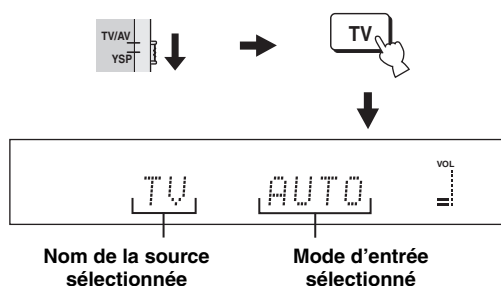 TV/AV
YSP
TV
VOL
TV AUTO
Nom de la source
sélectionnée
Mode d'entrée
sélectionné